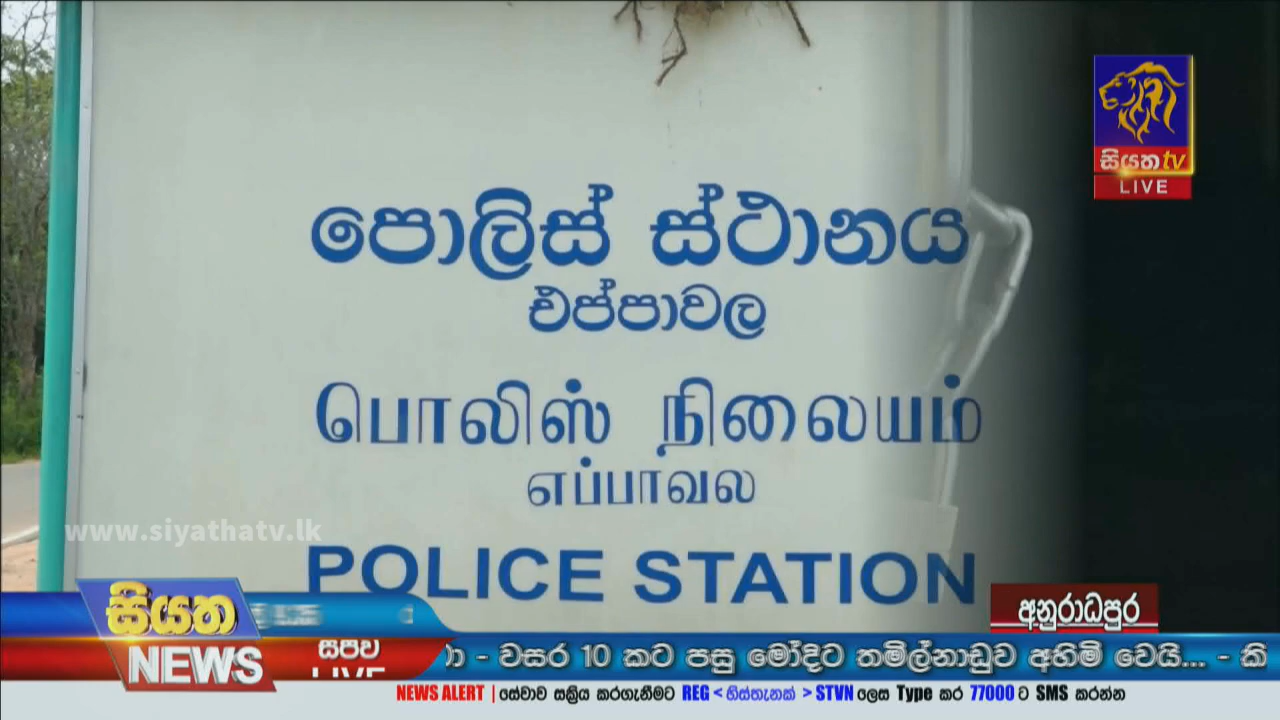 සියත tv
LIVE
පොලිස් ස්ථානය
එප්පාවල
பொலிஸ் நிலையம்
எப்பாவல
www.siyathatv.lk
POLICE STATION
අනුරාධපුර
සියත
NEWS
සජීව
LIVE
- වසර 10 කට පසු මෝදිට තමිල්නාඩුව අහිමි වෙයි... - කි
NEWS ALERT | සේවාව සක්‍රිය කරගැනීමට REG < හිස්තැනක් > STVN ලෙස Type කර 77000 ට SMS කරන්න